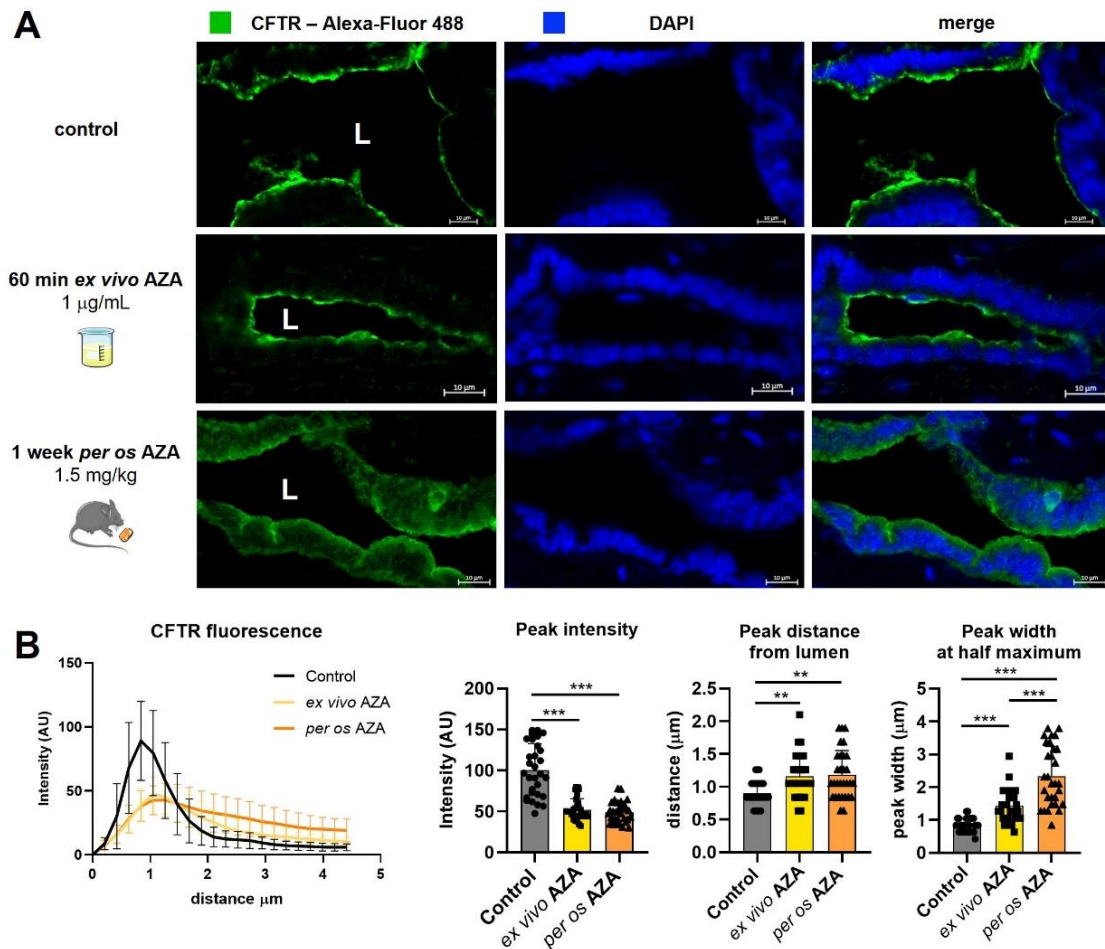 A
CFTR – Alexa-Fluor 488
DAPI
merge
control
L
10 µm
10 µm
10 µm
60 min ex vivo AZA
1 µg/mL
L
10 µm
10 µm
10 µm
1 week per os AZA
1.5 mg/kg
L
10 µm
10 µm
10 µm
B
CFTR fluorescence
Intensity (AU)
150
100
50
0
0 1 2 3 4 5
distance µm
Control
ex vivo AZA
per os AZA
Peak intensity
Intensity (AU)
200
150
100
50
0
***
***
Control
ex vivo AZA
per os AZA
Peak distance
from lumen
distance (µm)
2.5
2.0
1.5
1.0
0.5
0.0
**
**
Control
ex vivo AZA
per os AZA
Peak width
at half maximum
peak width (µm)
5
4
3
2
1
0
***
***
***
Control
ex vivo AZA
per os AZA